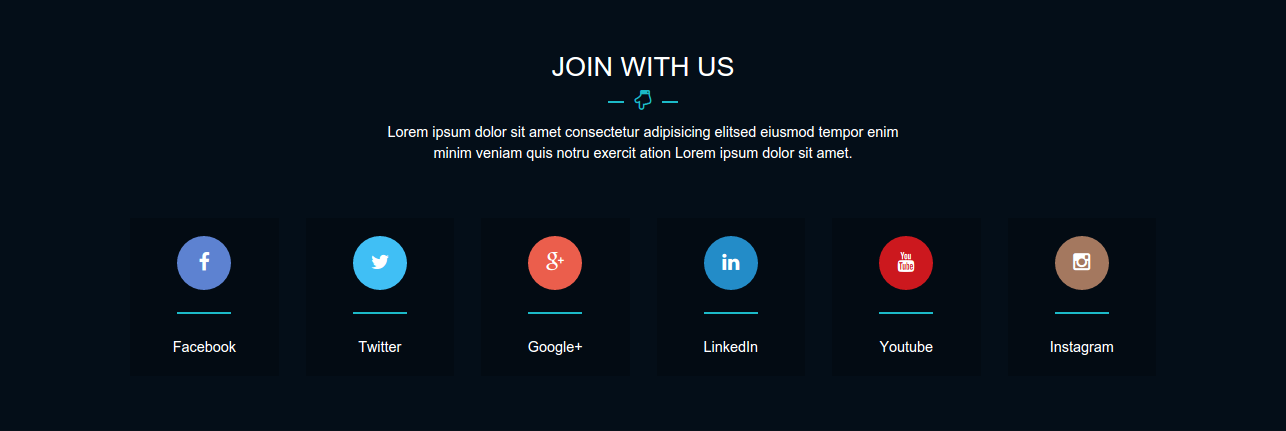 JOIN WITH US
Lorem ipsum dolor sit amet consectetur adipisicing elitsed eiusmod tempor enim
minim veniam quis notru exercit ation Lorem ipsum dolor sit amet.
f
g+
in
You
Tube
Facebook
Twitter
Google+
LinkedIn
Youtube
Instagram